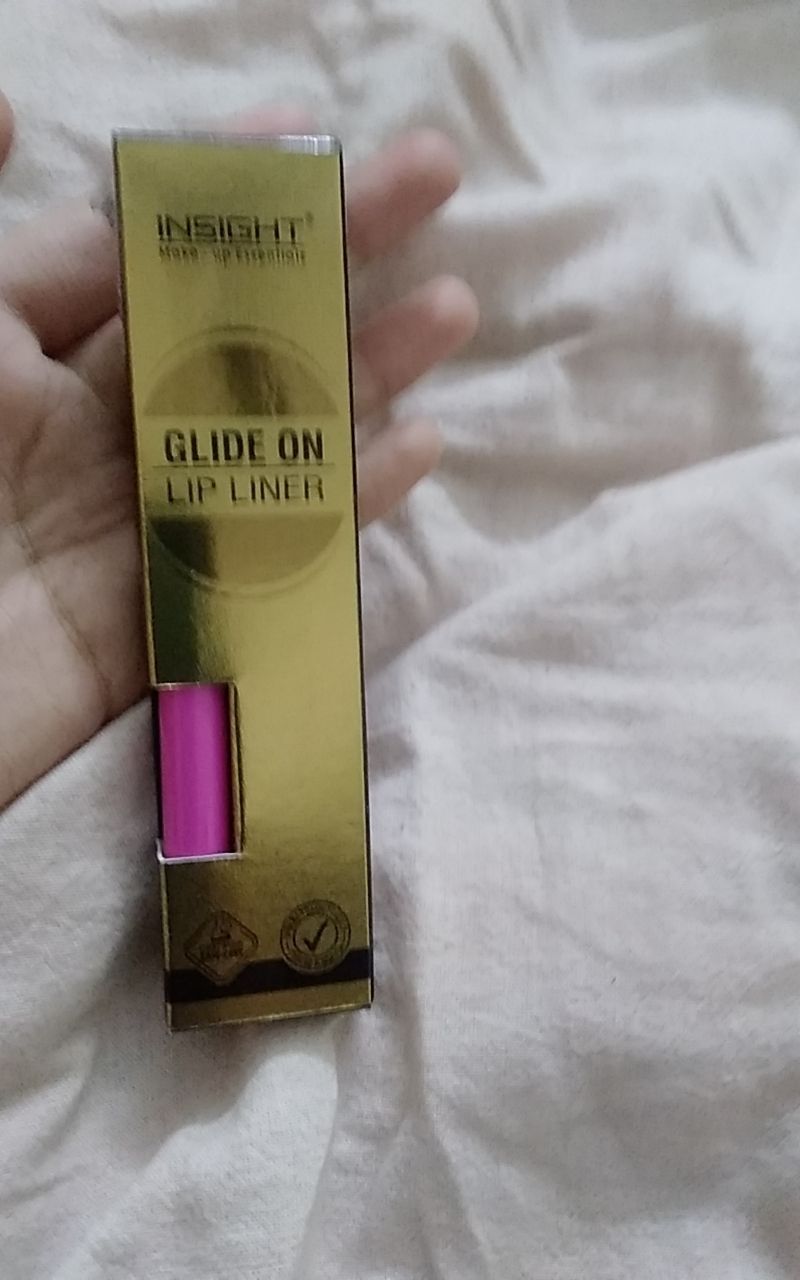 INSIGHT®
Make-up Essentials
GLIDE ON
LIP LINER